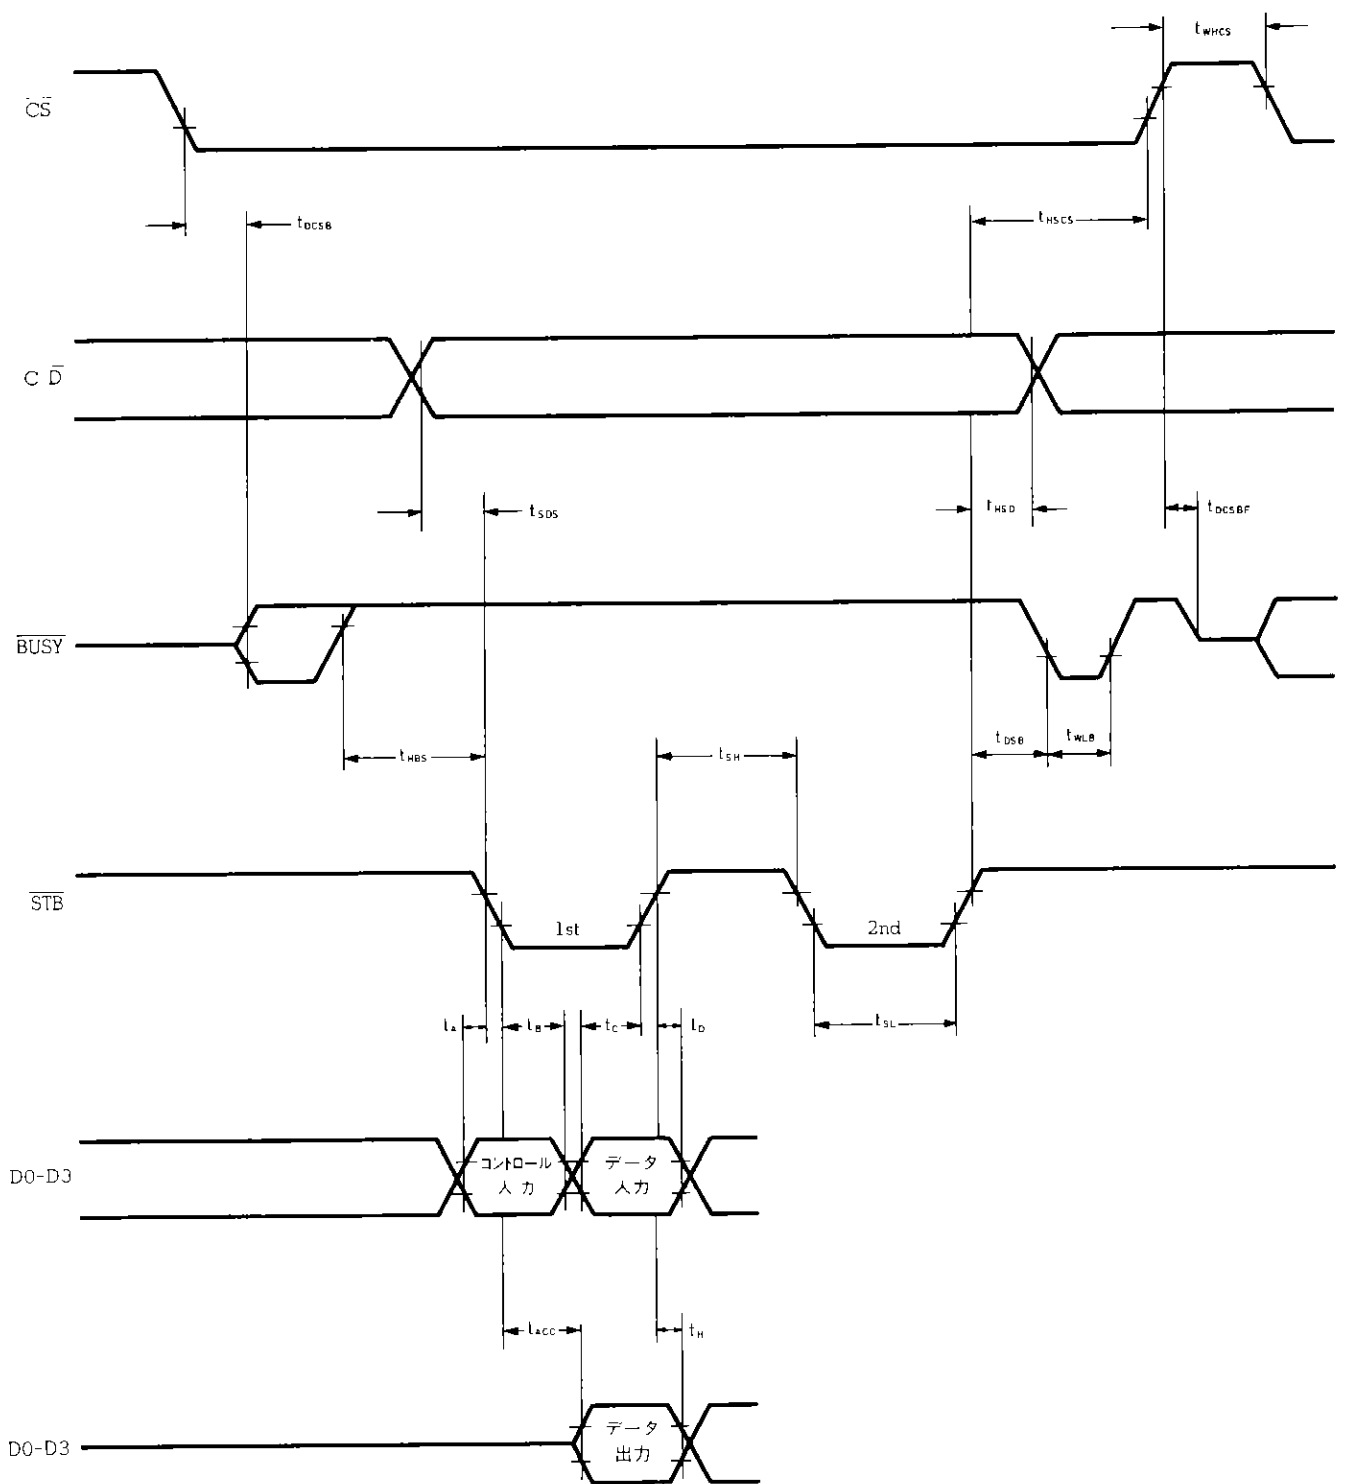 tWHCS
CS
tDCSB
tHSCS
C D
tSDS
tHSD
tDCSBF
BUSY
tHBS
tSH
tDSB
tWLB
STB
1st
2nd
tA
tB
tC
tD
tSL
D0-D3
コントロール
入力
データ
入力
tACC
tH
D0-D3
データ
出力